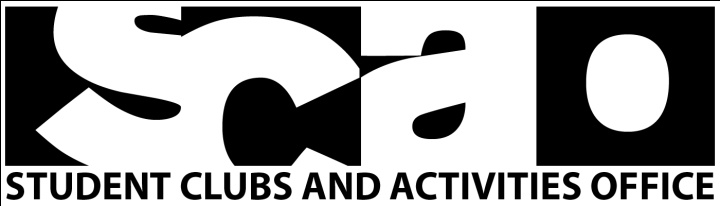 scao
STUDENT CLUBS AND ACTIVITIES OFFICE